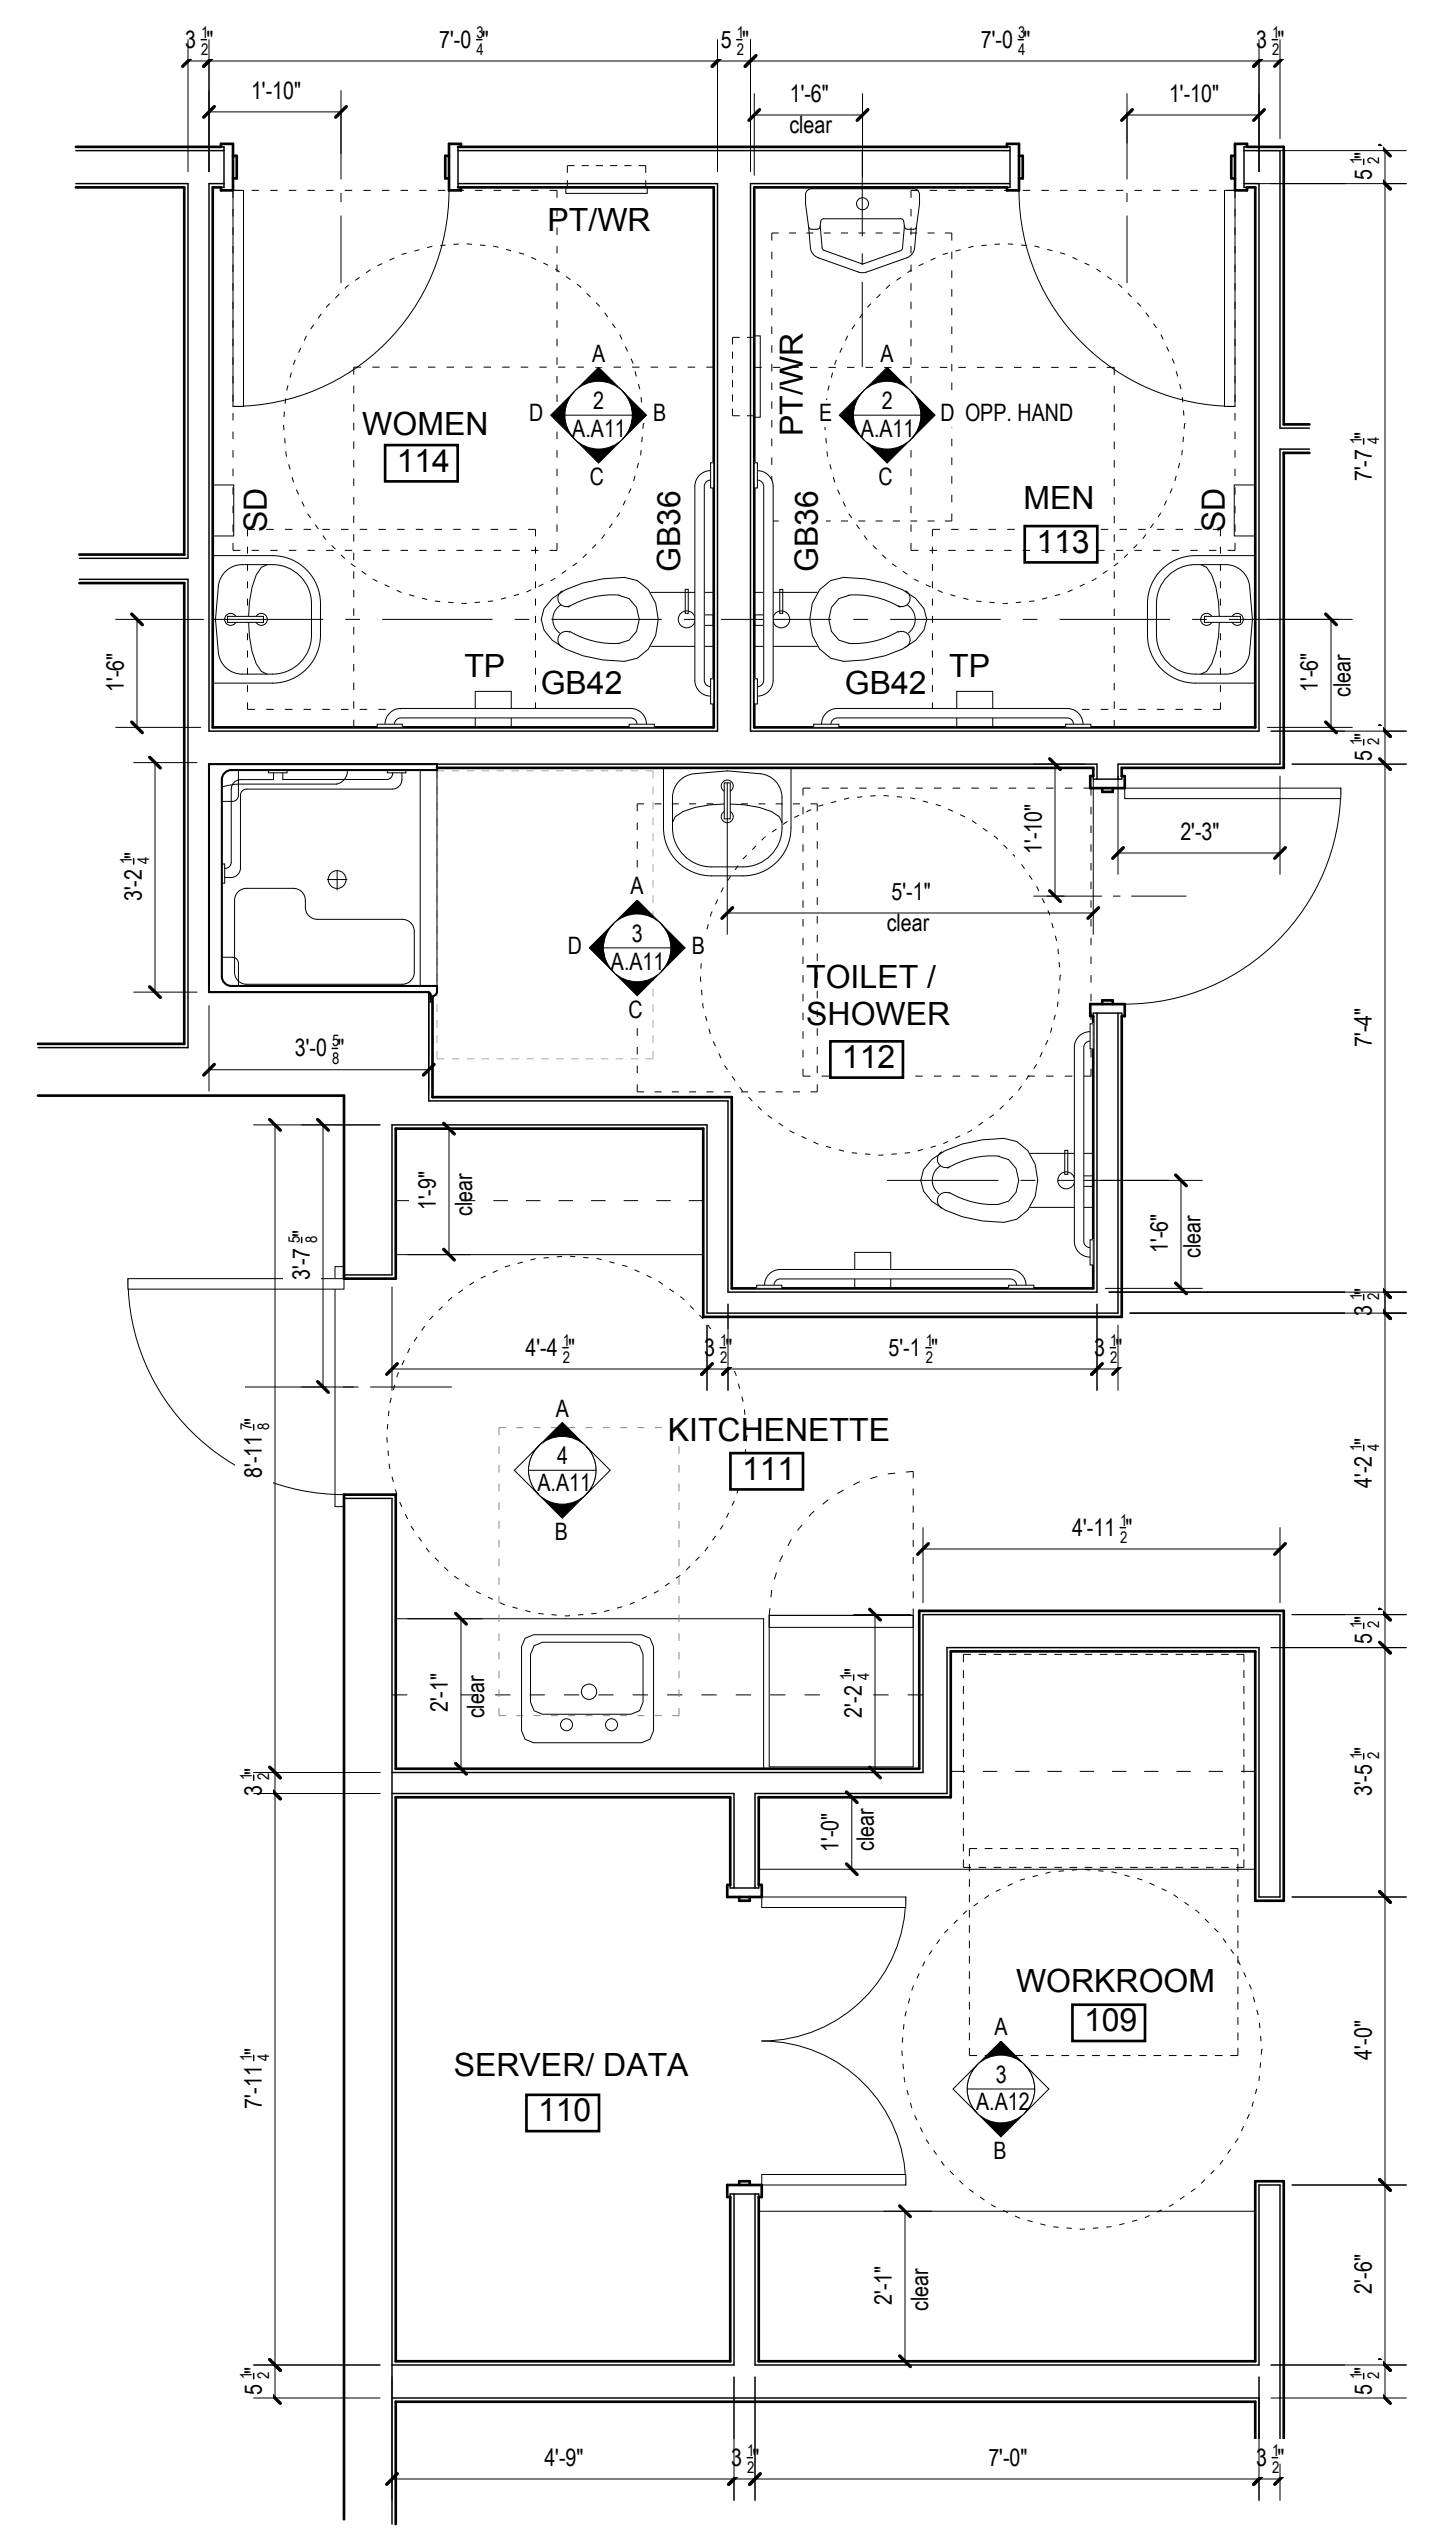 3 1/2" 7'-0 3/4" 5 1/2" 7'-0 3/4" 3 1/2"
1'-10" 1'-6" 1'-10"
clear
5 1/2"
PT/WR
PT/WR
A A
WOMEN D 2 B E 2 D OPP. HAND
114 A.A11 A.A11
C C
7'-7 1/4"
SD GB36 GB36 MEN SD
113
1'-6" TP GB42 GB42 TP 1'-6"
clear
5 1/2"
3'-2 1/4" 1'-10" 2'-3"
A 5'-1"
D 3 B clear
A.A11
C
TOILET /
SHOWER
112
3'-0 5/8" 7'-4"
1'-9"
clear
3'-7 5/8" 1'-6"
clear
3 1/2"
4'-4 1/2" 3 1/2" 5'-1 1/2" 3 1/2"
A KITCHENETTE
8'-11 7/8" 4 111 4'-2 1/4"
A.A11
B
4'-11 1/2"
5 1/2"
2'-1" 2'-2 1/4"
clear
3 1/2" 3'-5 1/2"
1'-0"
clear
WORKROOM
109
A
SERVER/ DATA 3 4'-0"
110 A.A12
B
7'-11 1/4"
2'-1" 2'-6"
clear
5 1/2" 5 1/2"
4'-9" 3 1/2" 7'-0" 3 1/2"